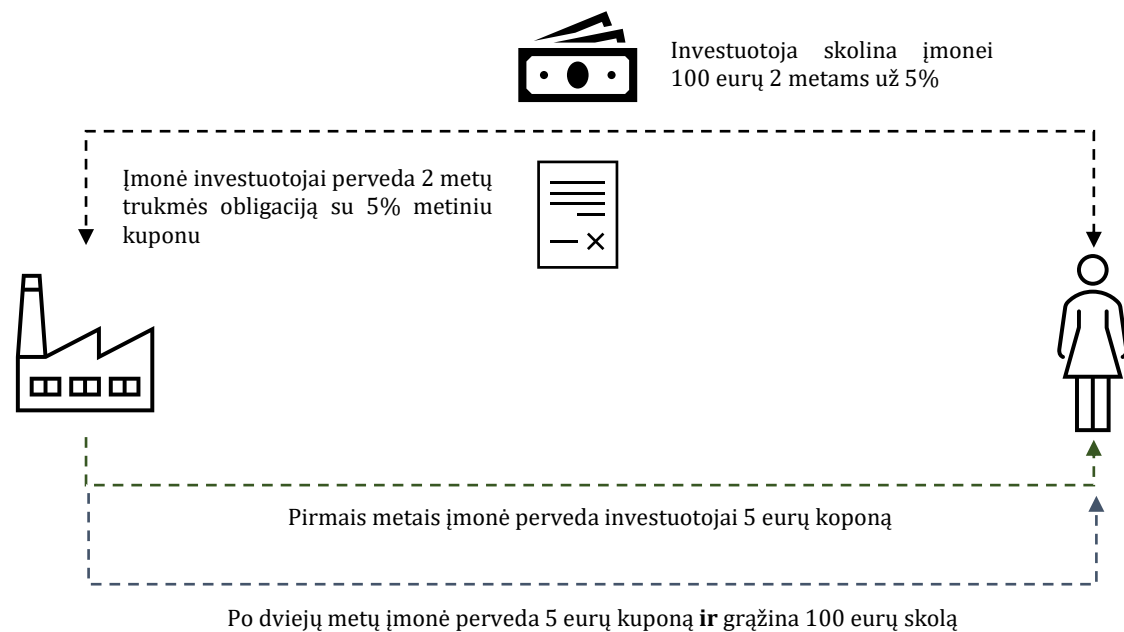 Investuotoja skolina įmonei
100 eurų 2 metams už 5%
Įmonė investuotojai perveda 2 metų
trukmės obligaciją su 5% metiniu
kuponu
Pirmais metais įmonė perveda investuotojai 5 eurų koponą
Po dviejų metų įmonė perveda 5 eurų kuponą ir grąžina 100 eurų skolą